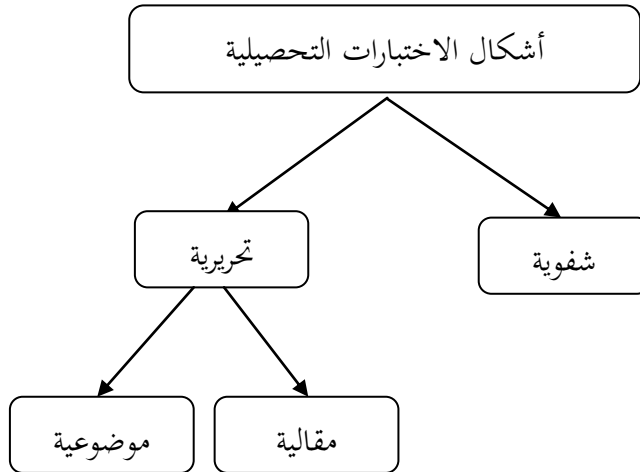 أشكال الاختبارات التحصيلية
شفوية
تحريرية
مقالية
موضوعية